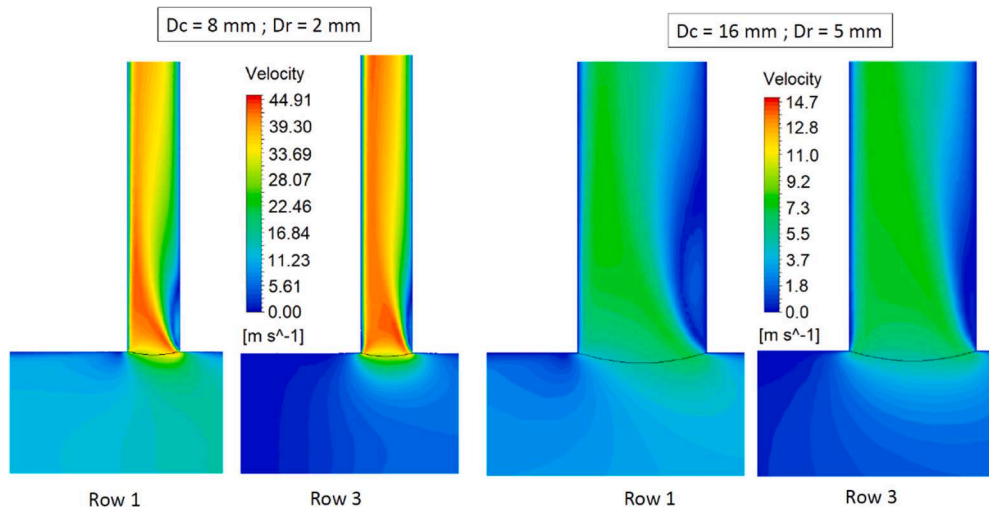 Dc = 8 mm ; Dr = 2 mm
Dc = 16 mm ; Dr = 5 mm
Velocity
44.91
39.30
33.69
28.07
22.46
16.84
11.23
5.61
0.00
[m s^-1]
Velocity
14.7
12.8
11.0
9.2
7.3
5.5
3.7
1.8
0.0
[m s^-1]
Row 1
Row 3
Row 1
Row 3